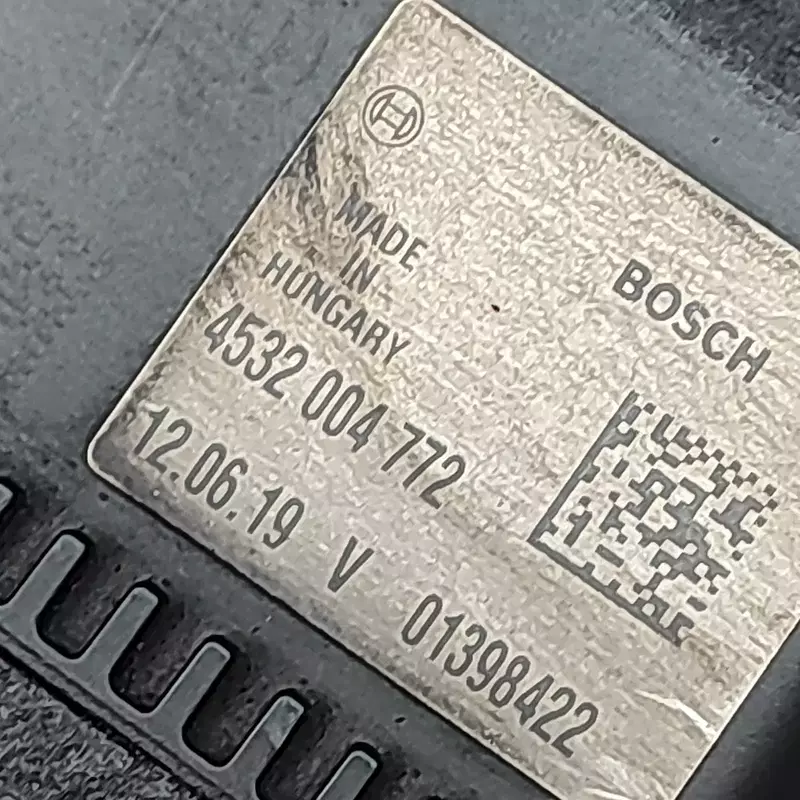 MADE
IN
HUNGARY
BOSCH
4532 004 772
12.06.19 V 01398422